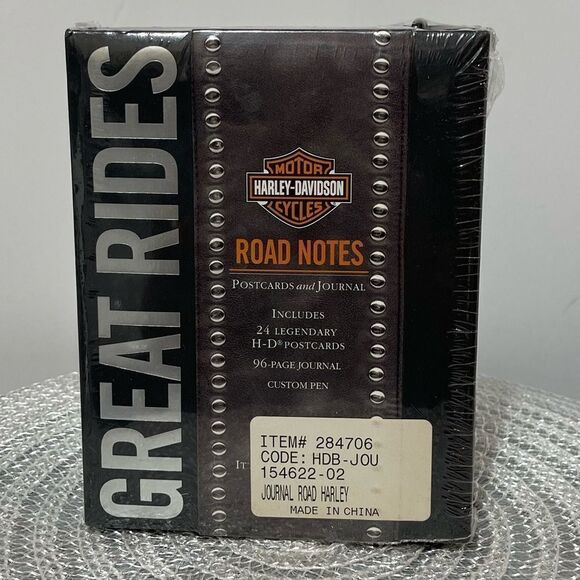 GREAT RIDES
MOTOR
HARLEY-DAVIDSON
CYCLES
ROAD NOTES
POSTCARDS and JOURNAL
INCLUDES
24 LEGENDARY
H-D® POSTCARDS
96-PAGE JOURNAL
CUSTOM PEN
IT
ITEM# 284706
CODE: HDB-JOU
154622-02
JOURNAL ROAD HARLEY
MADE IN CHINA